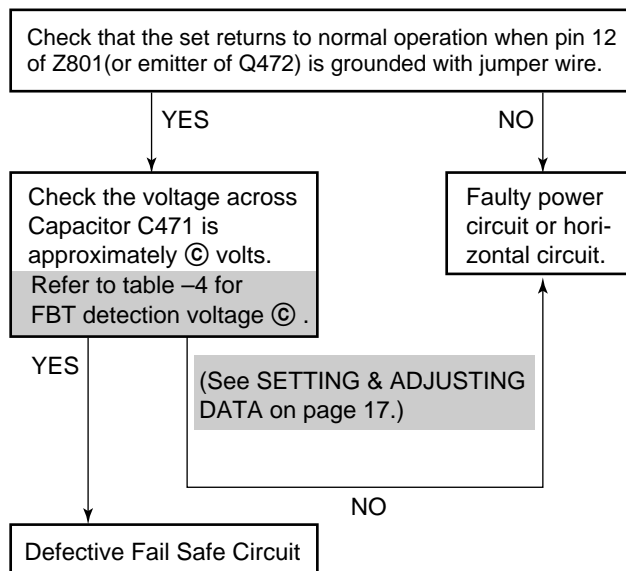 Check that the set returns to normal operation when pin 12
of Z801(or emitter of Q472) is grounded with jumper wire.
YES
NO
Check the voltage across
Capacitor C471 is
approximately Ⓒ volts.
Refer to table –4 for
FBT detection voltage Ⓒ .
Faulty power
circuit or hori-
zontal circuit.
YES
(See SETTING & ADJUSTING
DATA on page 17.)
NO
Defective Fail Safe Circuit